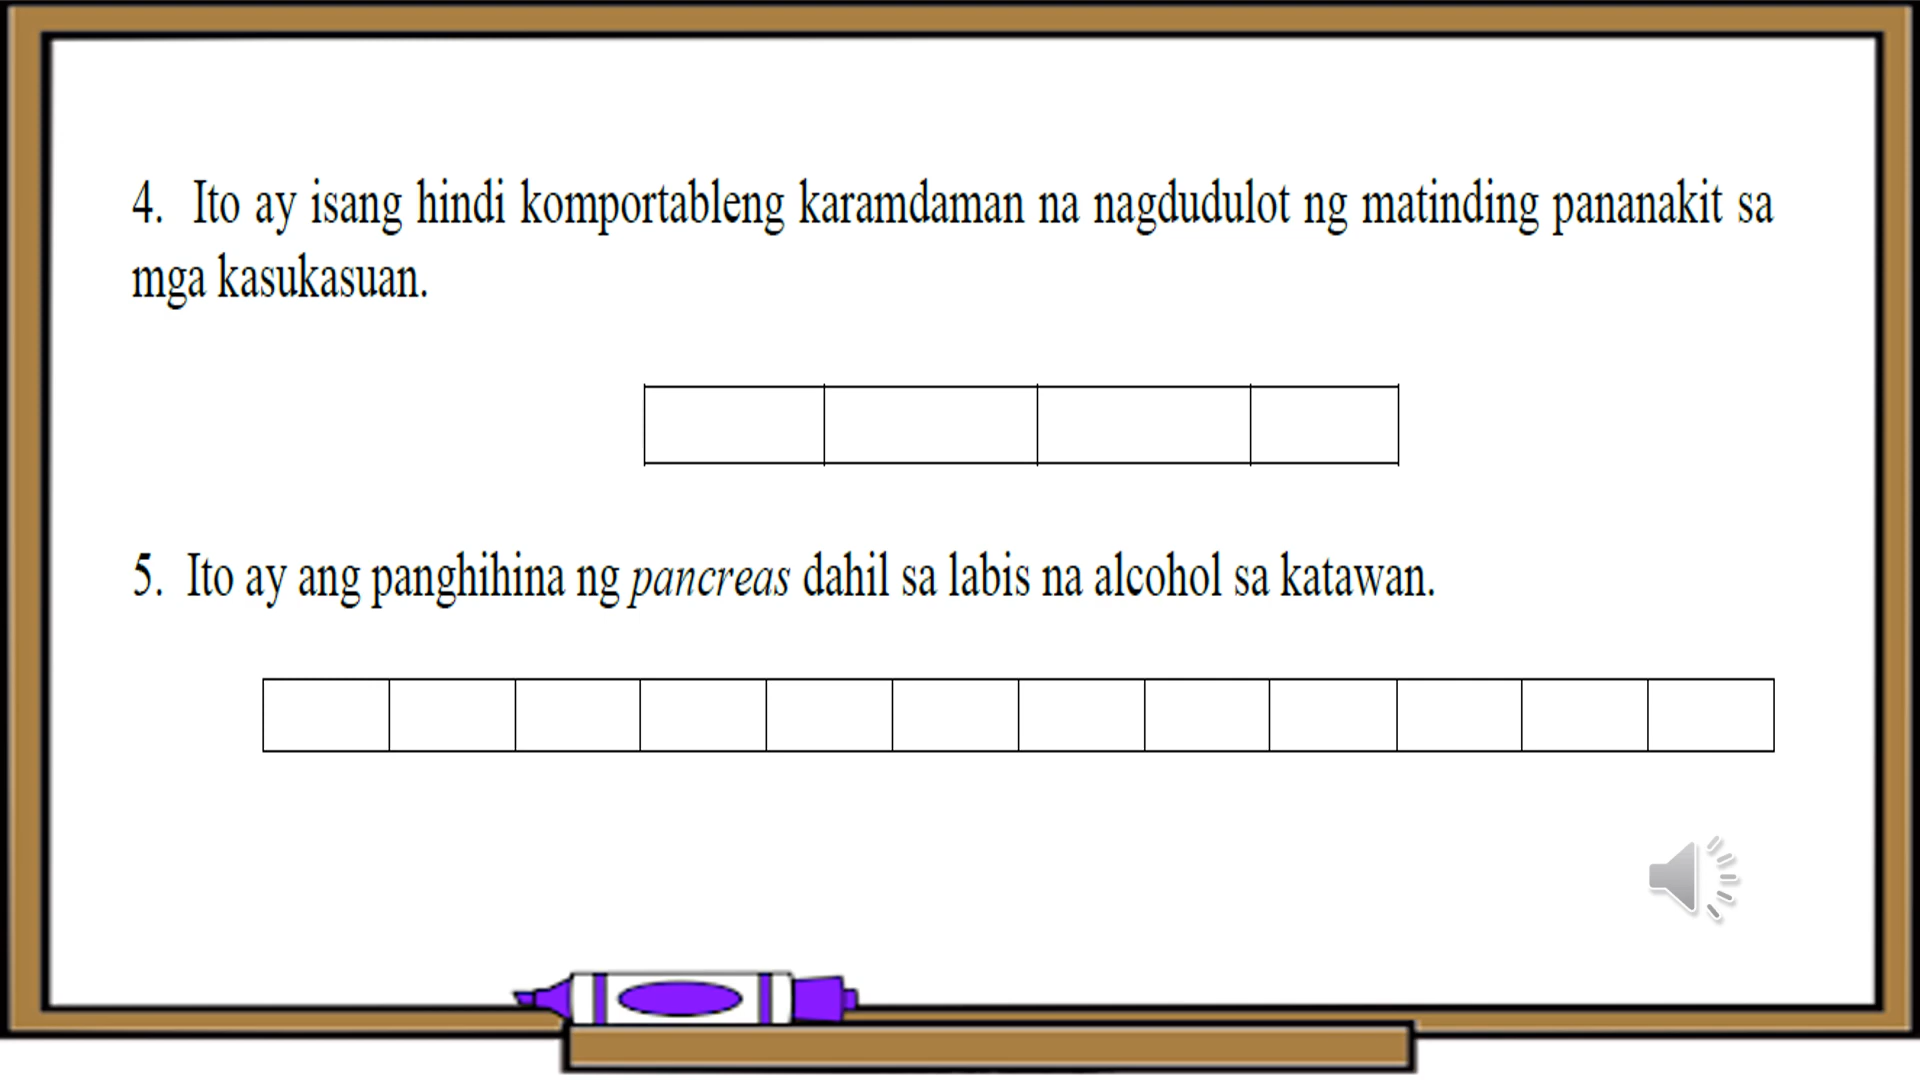 4. Ito ay isang hindi komportableng karamdaman na nagdudulot ng matinding pananakit sa
mga kasukasuan.
5. Ito ay ang panghihina ng pancreas dahil sa labis na alcohol sa katawan.